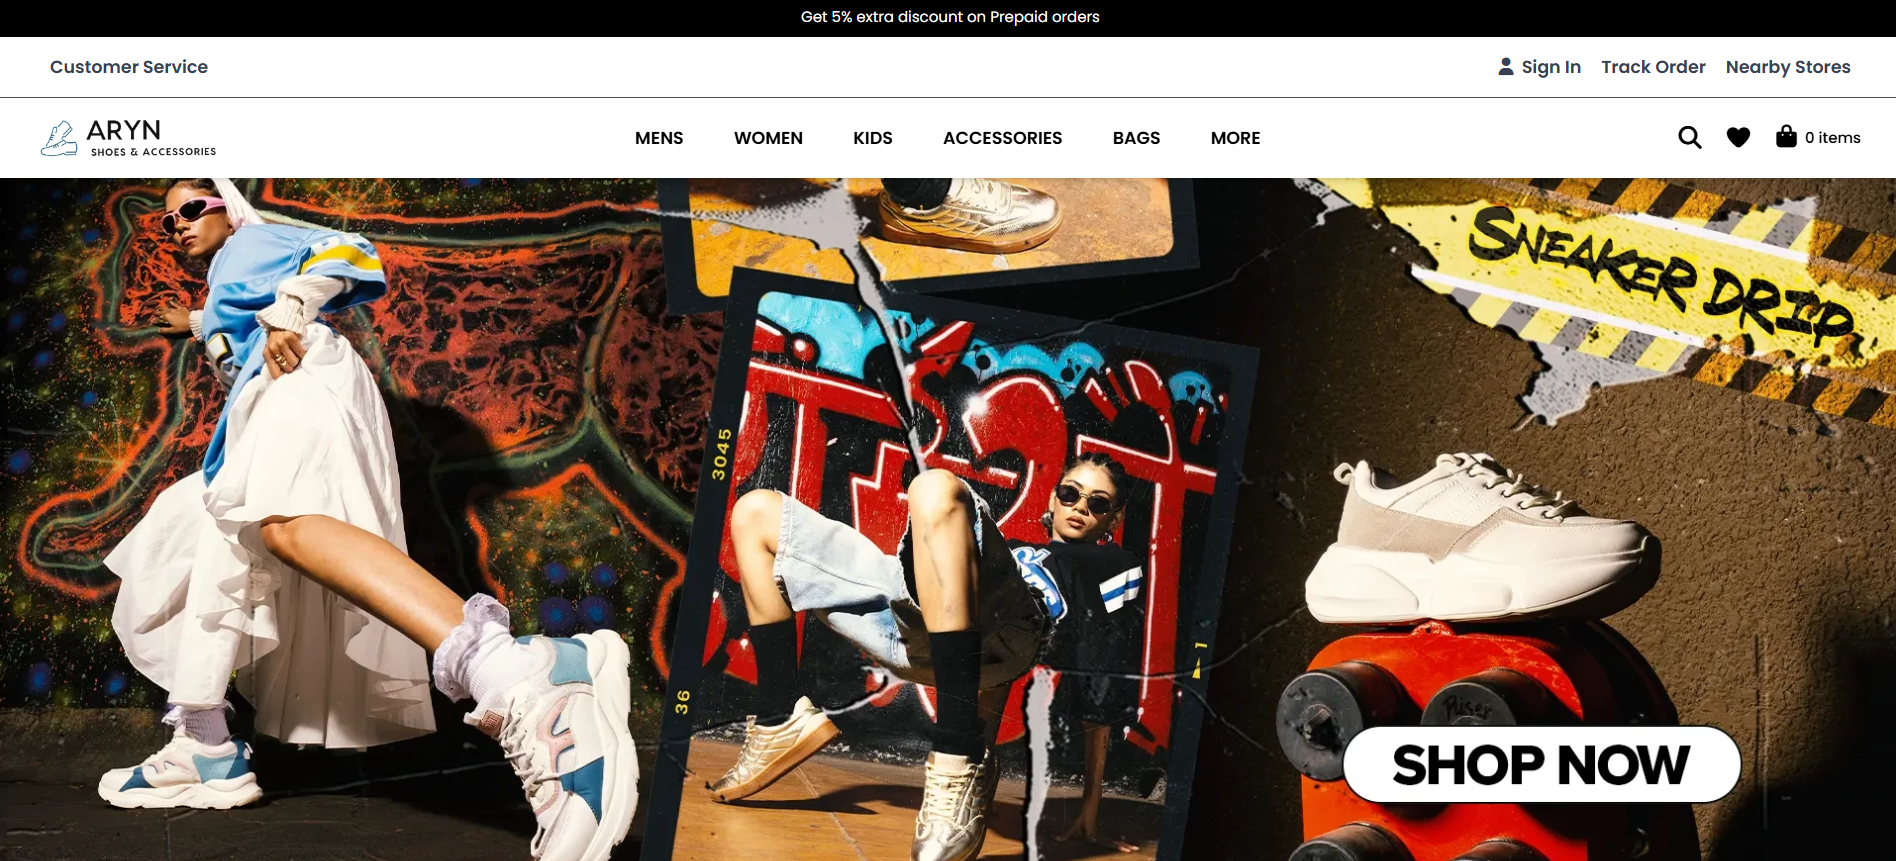 Get 5% extra discount on Prepaid orders
Customer Service
Sign In Track Order Nearby Stores
ARYN
SHOES & ACCESSORIES
MENS WOMEN KIDS ACCESSORIES BAGS MORE
0 items
SNEAKER DRIP
3045
36
1
SHOP NOW